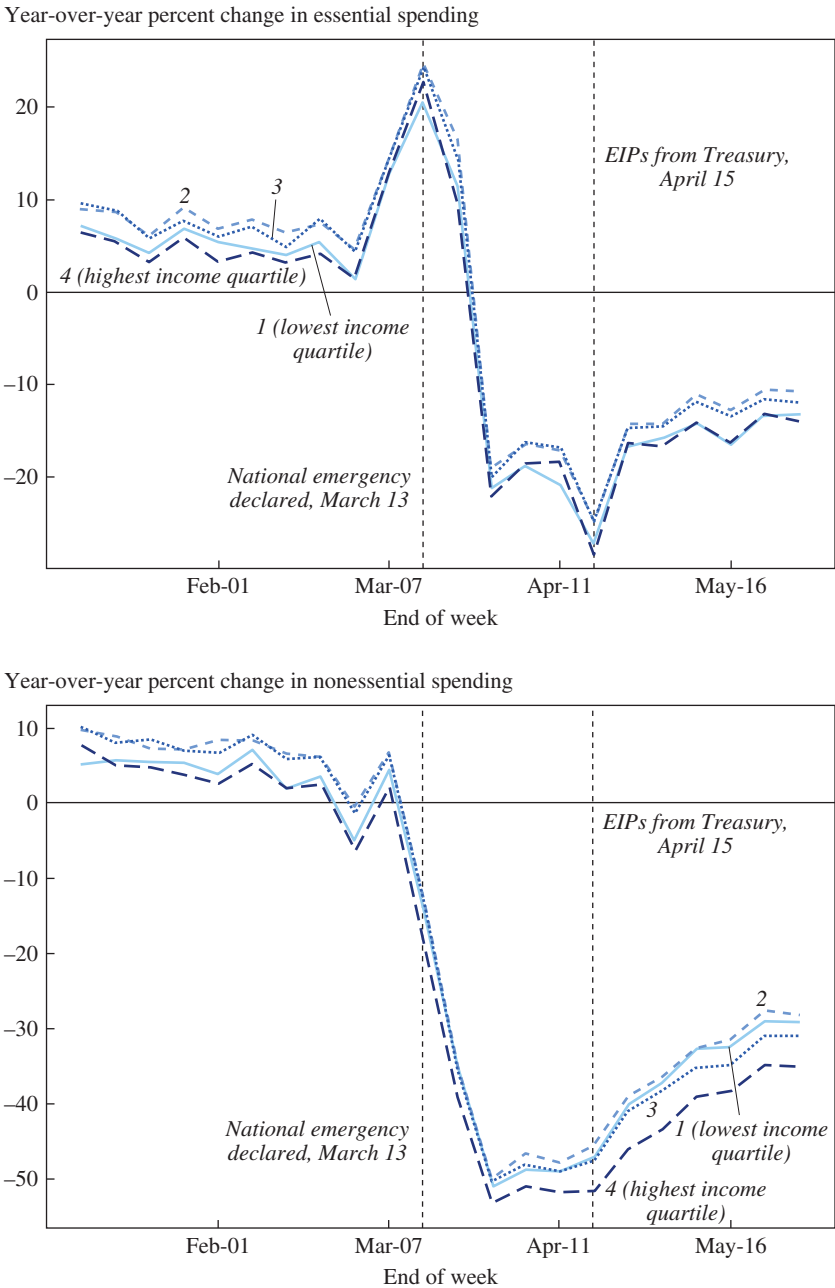 Year-over-year percent change in essential spending
20
10
0
–10
–20
2
3
4 (highest income quartile)
1 (lowest income
quartile)
EIPs from Treasury,
April 15
National emergency
declared, March 13
Feb-01
Mar-07
Apr-11
May-16
End of week
Year-over-year percent change in nonessential spending
10
0
–10
–20
–30
–40
–50
EIPs from Treasury,
April 15
2
3
National emergency
declared, March 13
1 (lowest income
quartile)
4 (highest income
quartile)
Feb-01
Mar-07
Apr-11
May-16
End of week